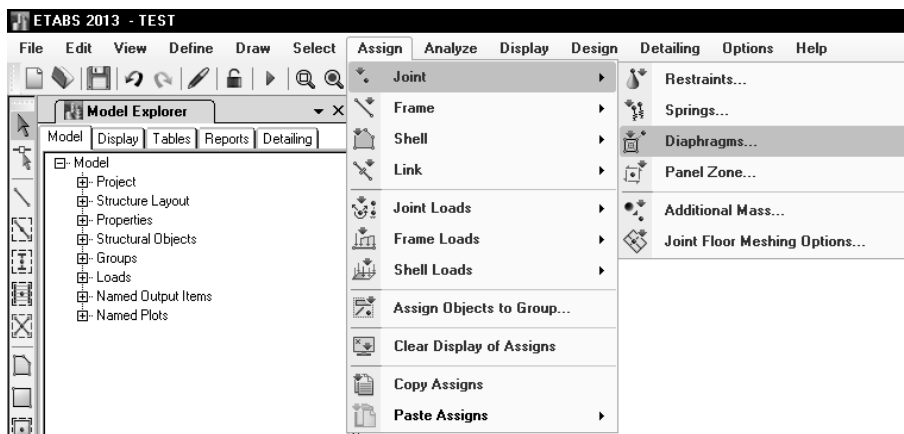 ETABS 2013 - TEST
File Edit View Define Draw Select Assign Analyze Display Design Detailing Options Help
Model Explorer
Model Display Tables Reports Detailing
Model
Project
Structure Layout
Properties
Structural Objects
Groups
Loads
Named Output Items
Named Plots
Joint
Frame
Shell
Link
Joint Loads
Frame Loads
Shell Loads
Assign Objects to Group...
Clear Display of Assigns
Copy Assigns
Paste Assigns
Restraints...
Springs...
Diaphragms...
Panel Zone...
Additional Mass...
Joint Floor Meshing Options...